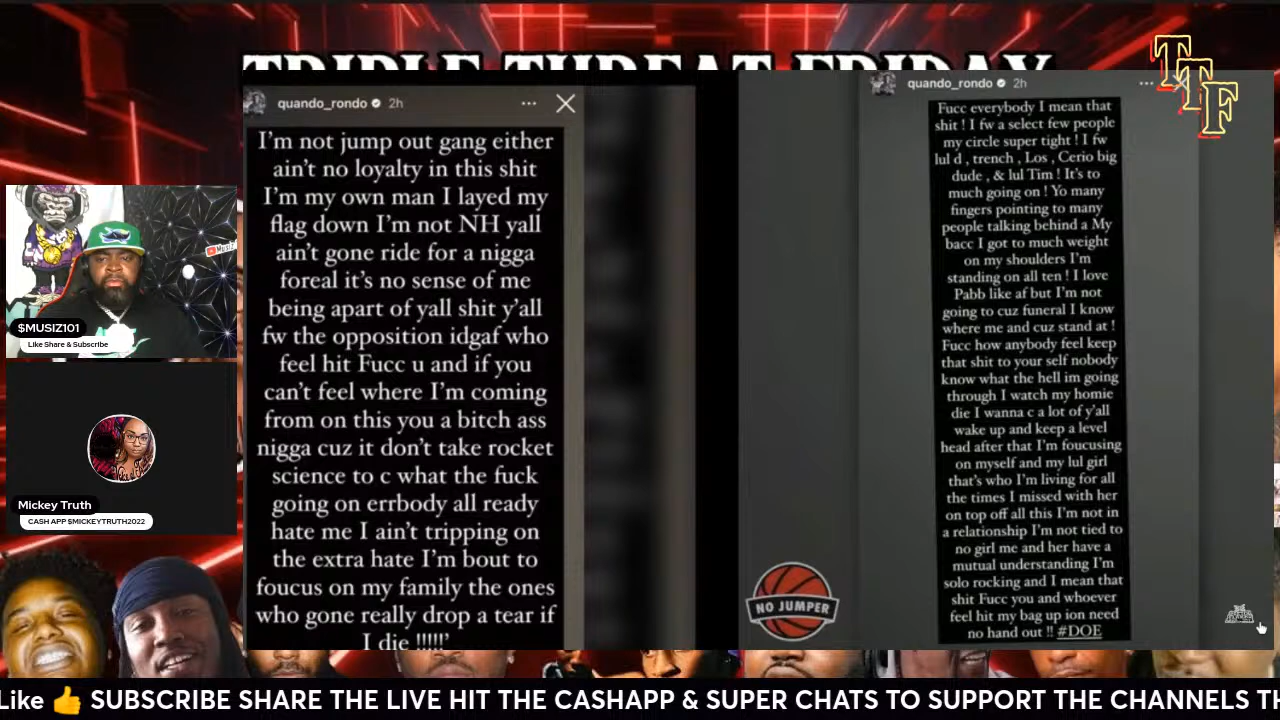 TRIPLE THREAT FRIDAY
TTF
quando_rondo 2h
I'm not jump out gang either
ain't no loyalty in this shit
I'm my own man I layed my
flag down I'm not NH yall
ain't gone ride for a nigga
foreal it's no sense of me
being apart of yall shit y'all
fw the opposition idgaf who
feel hit Fucc u and if you
can't feel where I'm coming
from on this you a bitch ass
nigga cuz it don't take rocket
science to c what the fuck
going on errbody all ready
hate me I ain't tripping on
the extra hate I'm bout to
foucus on my family the ones
who gone really drop a tear if
I die !!!!!'
quando_rondo 2h
Fucc everybody I mean that
shit ! I fw a select few people
my circle super tight ! I fw
lul d , trench , Los , Cerio big
dude , & lul Tim ! It's to
much going on ! Yo many
fingers pointing to many
people talking behind a My
bacc I got to much weight
on my shoulders I'm
standing on all ten ! I love
Pabb like af but I'm not
going to cuz funeral I know
where me and cuz stand at !
Fucc how anybody feel keep
that shit to your self nobody
know what the hell im going
through I watch my homie
die I wanna c a lot of y'all
wake up and keep a level
head after that I'm foucusing
on myself and my lul girl
that's who I'm living for all
the times I missed with her
on top off all this I'm not in
a relationship I'm not tied to
no girl me and her have a
mutual understanding I'm
solo rocking and I mean that
shit Fucc you and whoever
feel hit my bag up ion need
no hand out !! #DOE
NO JUMPER
$MUSIZ101
Like Share & Subscribe
Mickey Truth
CASH APP $MICKEYTRUTH2022
Like 👍 SUBSCRIBE SHARE THE LIVE HIT THE CASHAPP & SUPER CHATS TO SUPPORT THE CHANNELS